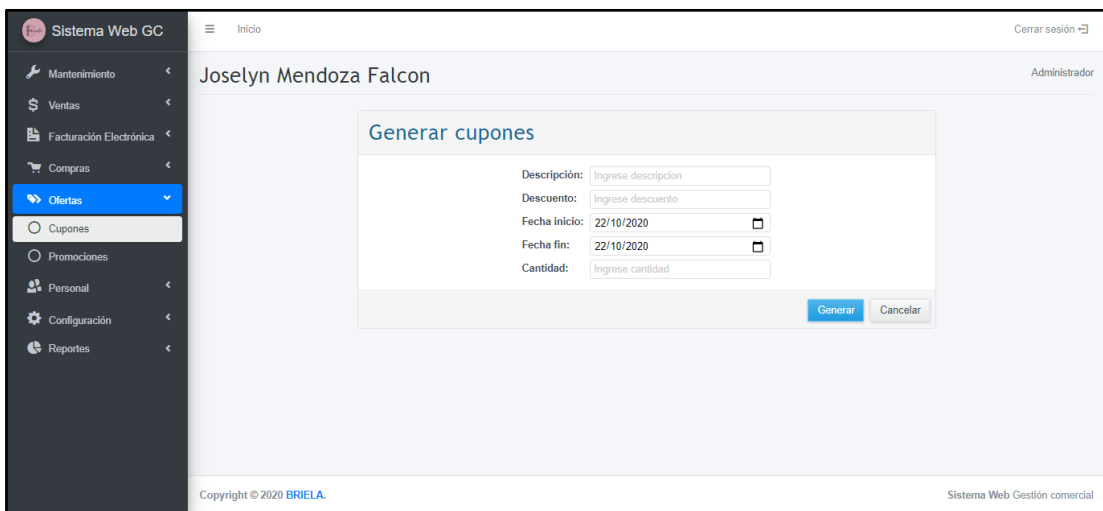 Sistema Web GC
Inicio
Cerrar sesión
Mantenimiento
Ventas
Facturación Electrónica
Compras
Ofertas
Cupones
Promociones
Personal
Configuración
Reportes
Joselyn Mendoza Falcon
Administrador
Generar cupones
Descripción: Ingrese descripcion
Descuento: Ingrese descuento
Fecha inicio: 22/10/2020
Fecha fin: 22/10/2020
Cantidad: Ingrese cantidad
Generar Cancelar
Copyright © 2020 BRIELA.
Sistema Web Gestión comercial